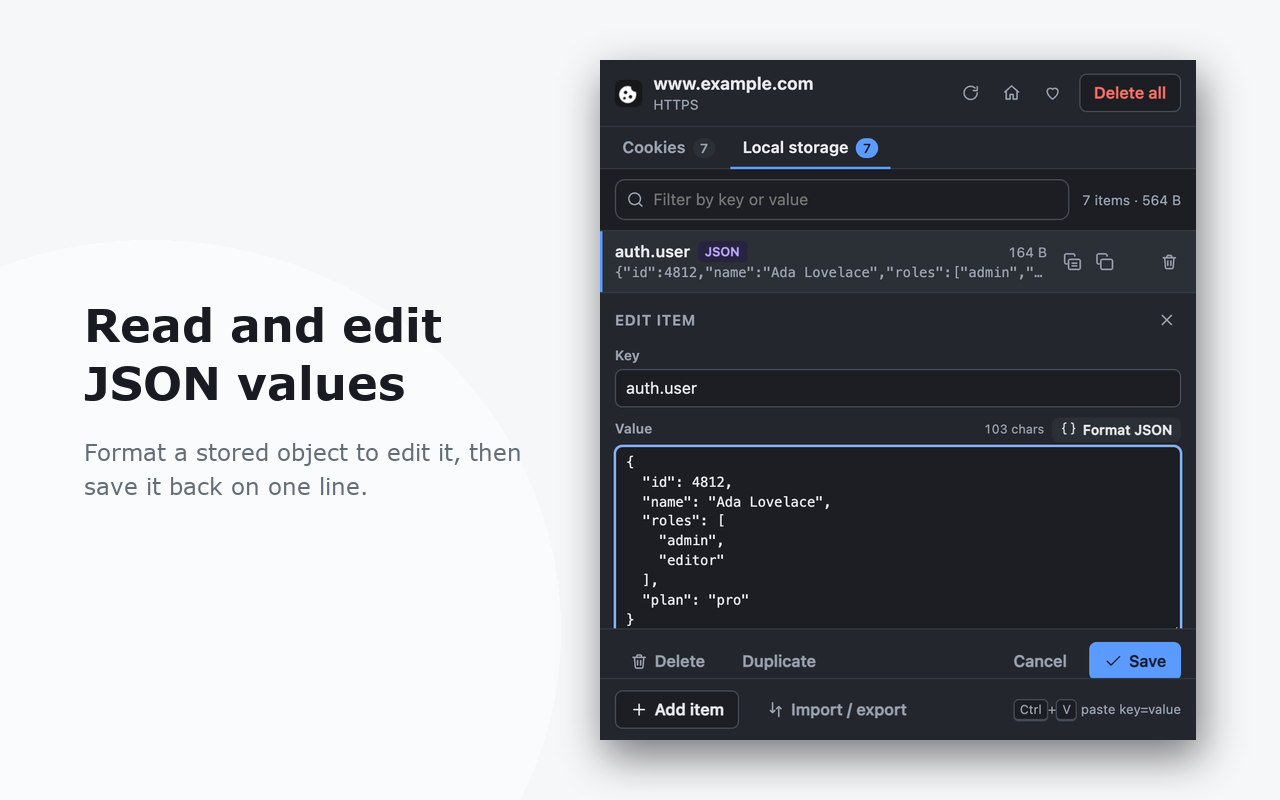 Read and edit
JSON values
Format a stored object to edit it, then
save it back on one line.
www.example.com
HTTPS
Delete all
Cookies 7
Local storage 7
Filter by key or value
7 items · 564 B
auth.user JSON
164 B
{"id":4812,"name":"Ada Lovelace","roles":["admin","…
EDIT ITEM
Key
auth.user
Value
103 chars
{} Format JSON
{
"id": 4812,
"name": "Ada Lovelace",
"roles": [
"admin",
"editor"
],
"plan": "pro"
}
Delete
Duplicate
Cancel
Save
+ Add item
Import / export
Ctrl+V paste key=value